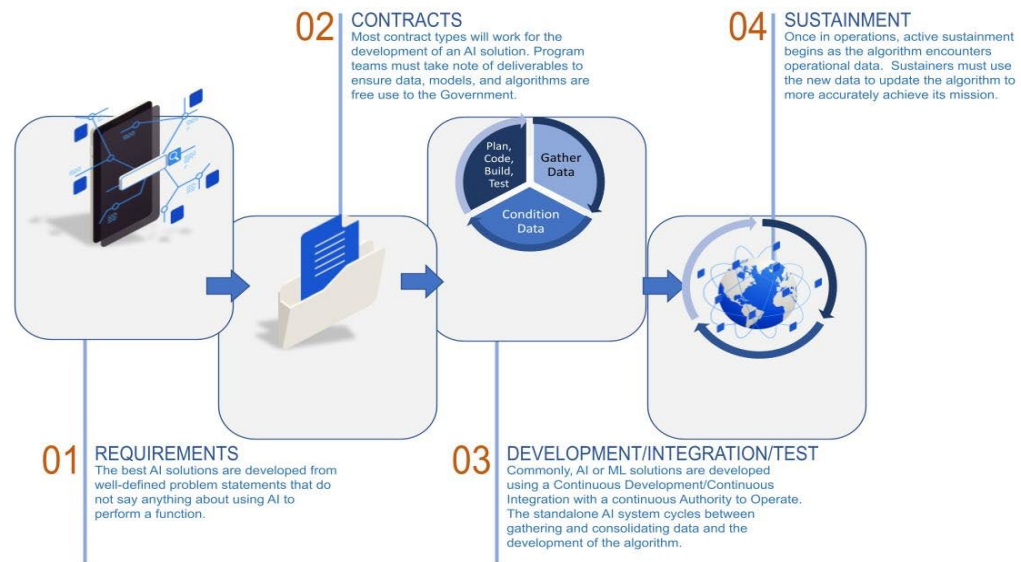 01
REQUIREMENTS
The best AI solutions are developed from
well-defined problem statements that do
not say anything about using AI to
perform a function.
02
CONTRACTS
Most contract types will work for the
development of an AI solution. Program
teams must take note of deliverables to
ensure data, models, and algorithms are
free use to the Government.
Plan,
Code,
Build,
Test
Gather
Data
Condition
Data
03
DEVELOPMENT/INTEGRATION/TEST
Commonly, AI or ML solutions are developed
using a Continuous Development/Continuous
Integration with a continuous Authority to Operate.
The standalone AI system cycles between
gathering and consolidating data and the
development of the algorithm.
04
SUSTAINMENT
Once in operations, active sustainment
begins as the algorithm encounters
operational data.  Sustainers must use
the new data to update the algorithm to
more accurately achieve its mission.